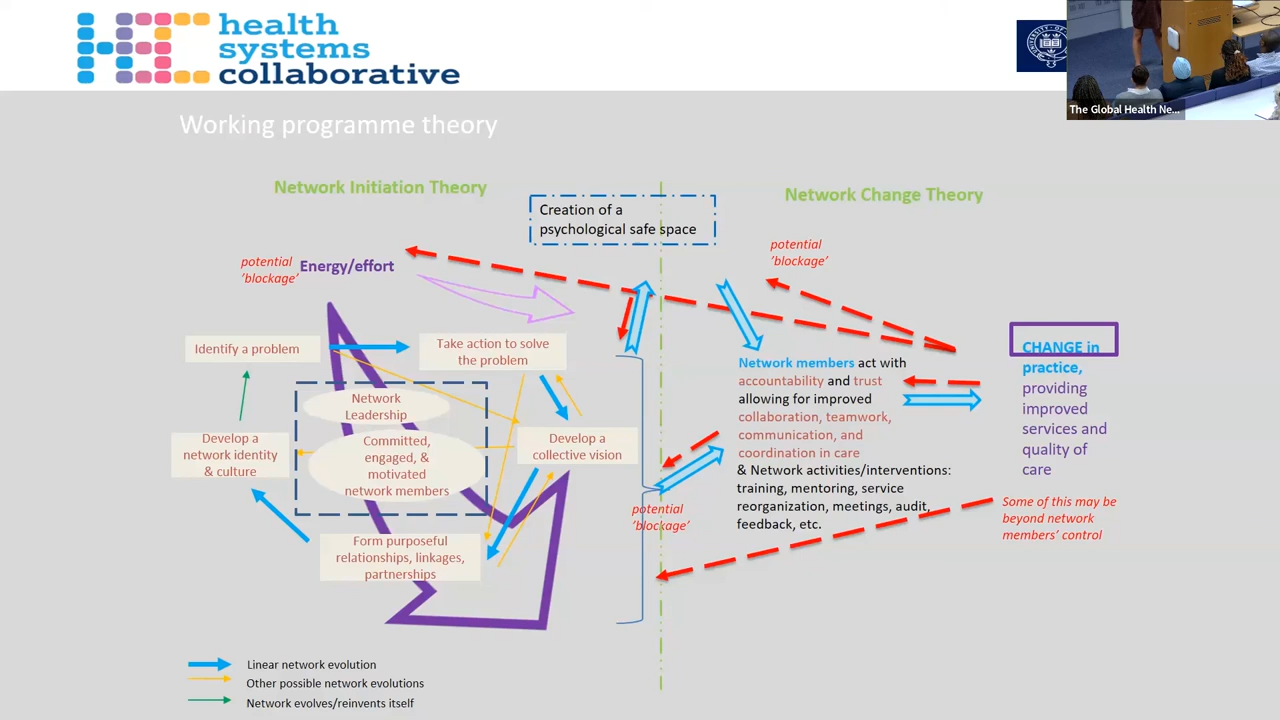 health
systems
collaborative
UNIVERSITY OF
The Global Health Ne...
Working programme theory
Network Initiation Theory
Network Change Theory
Creation of a
psychological safe space
potential
'blockage'
Energy/effort
potential
'blockage'
Identify a problem
Take action to solve
the problem
Network
Leadership
Committed,
engaged, &
motivated
network members
Develop a
network identity
& culture
Develop a
collective vision
Form purposeful
relationships, linkages,
partnerships
Network members act with
accountability and trust
allowing for improved
collaboration, teamwork,
communication, and
coordination in care
& Network activities/interventions:
training, mentoring, service
reorganization, meetings, audit,
feedback, etc.
potential
'blockage'
CHANGE in
practice,
providing
improved
services and
quality of
care
Some of this may be
beyond network
members' control
Linear network evolution
Other possible network evolutions
Network evolves/reinvents itself